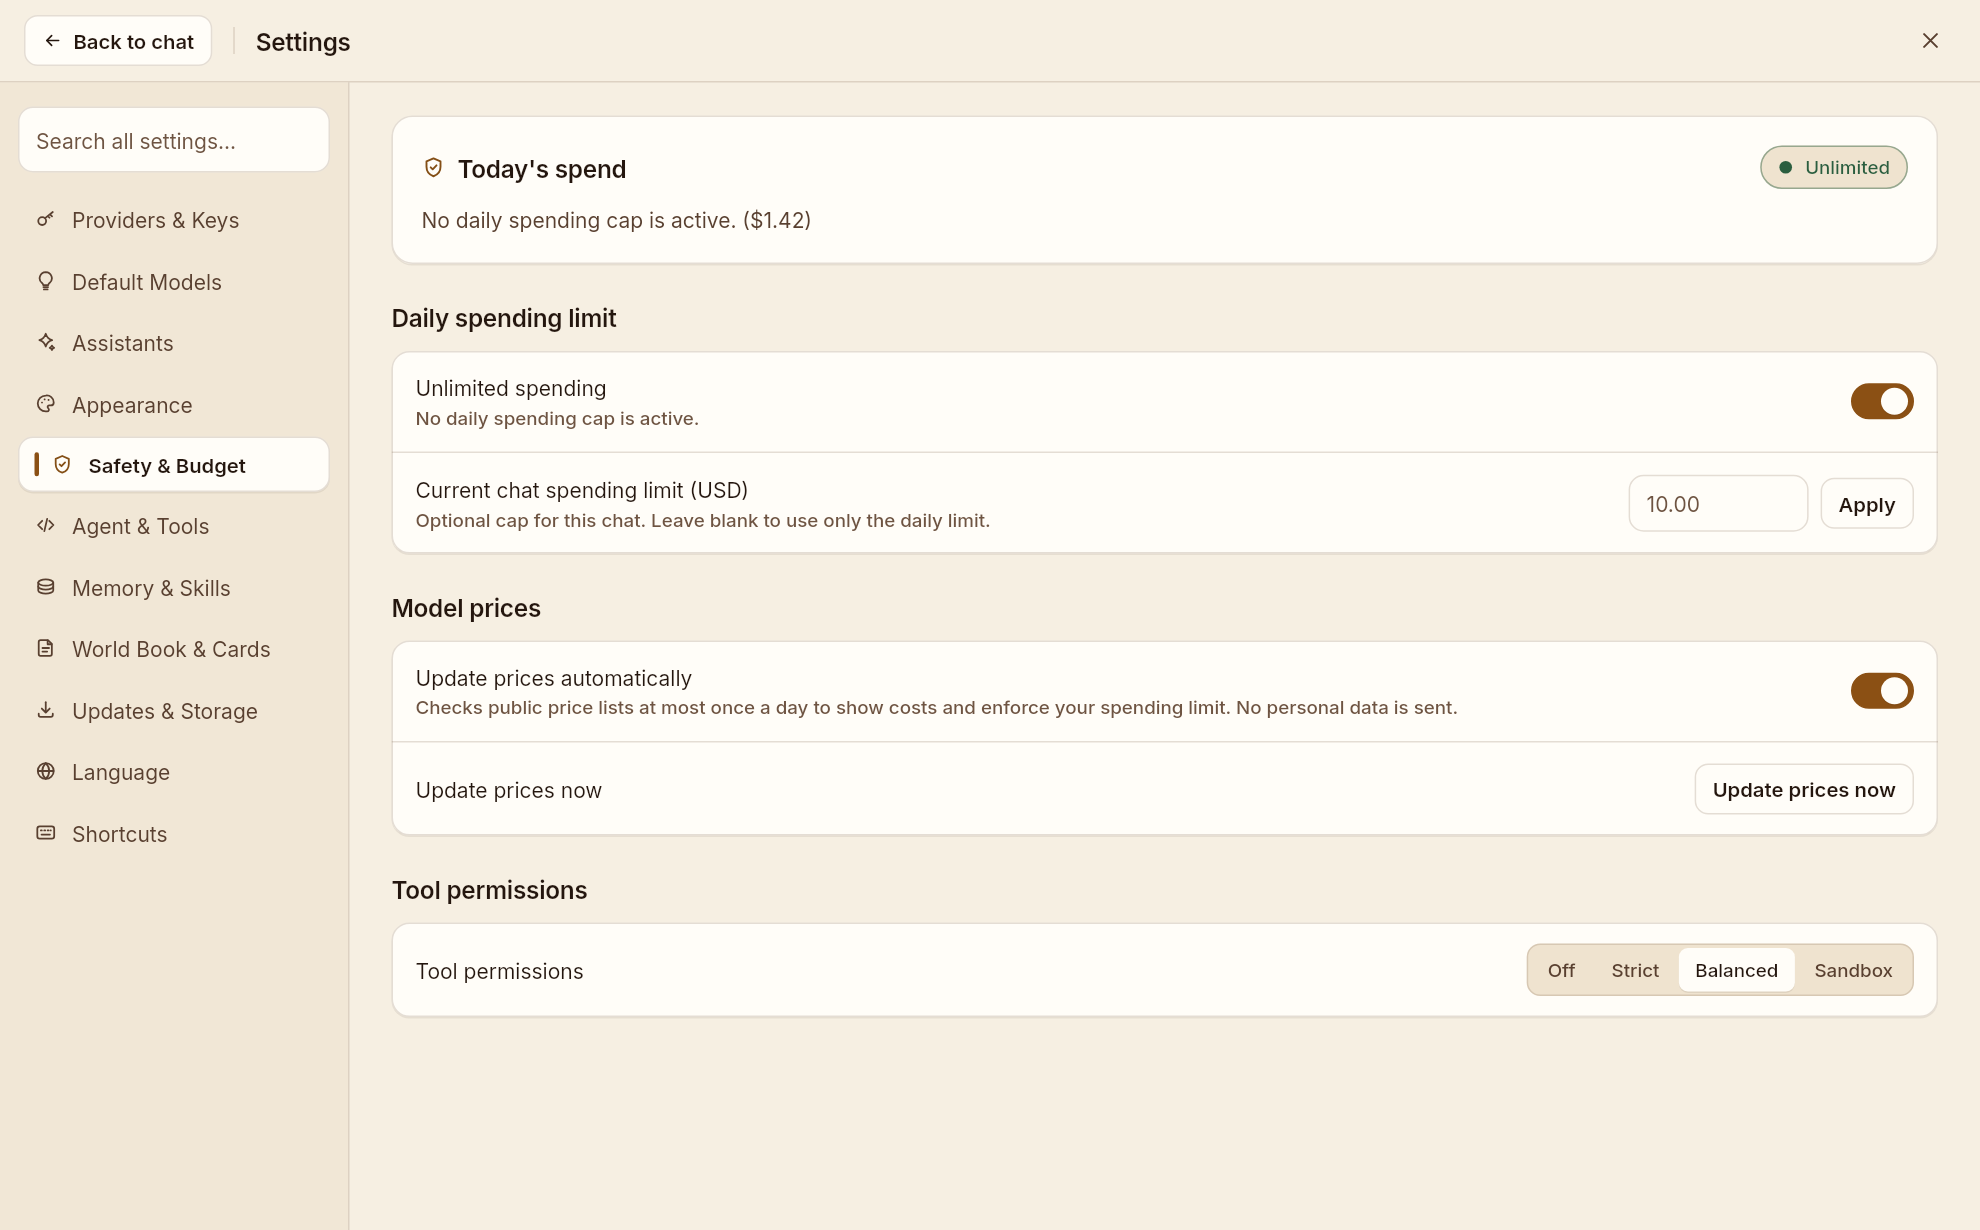 Back to chat
Settings
Search all settings...
Providers & Keys
Default Models
Assistants
Appearance
Safety & Budget
Agent & Tools
Memory & Skills
World Book & Cards
Updates & Storage
Language
Shortcuts
Today's spend
Unlimited
No daily spending cap is active. ($1.42)
Daily spending limit
Unlimited spending
No daily spending cap is active.
Current chat spending limit (USD)
Optional cap for this chat. Leave blank to use only the daily limit.
10.00
Apply
Model prices
Update prices automatically
Checks public price lists at most once a day to show costs and enforce your spending limit. No personal data is sent.
Update prices now
Update prices now
Tool permissions
Tool permissions
Off
Strict
Balanced
Sandbox